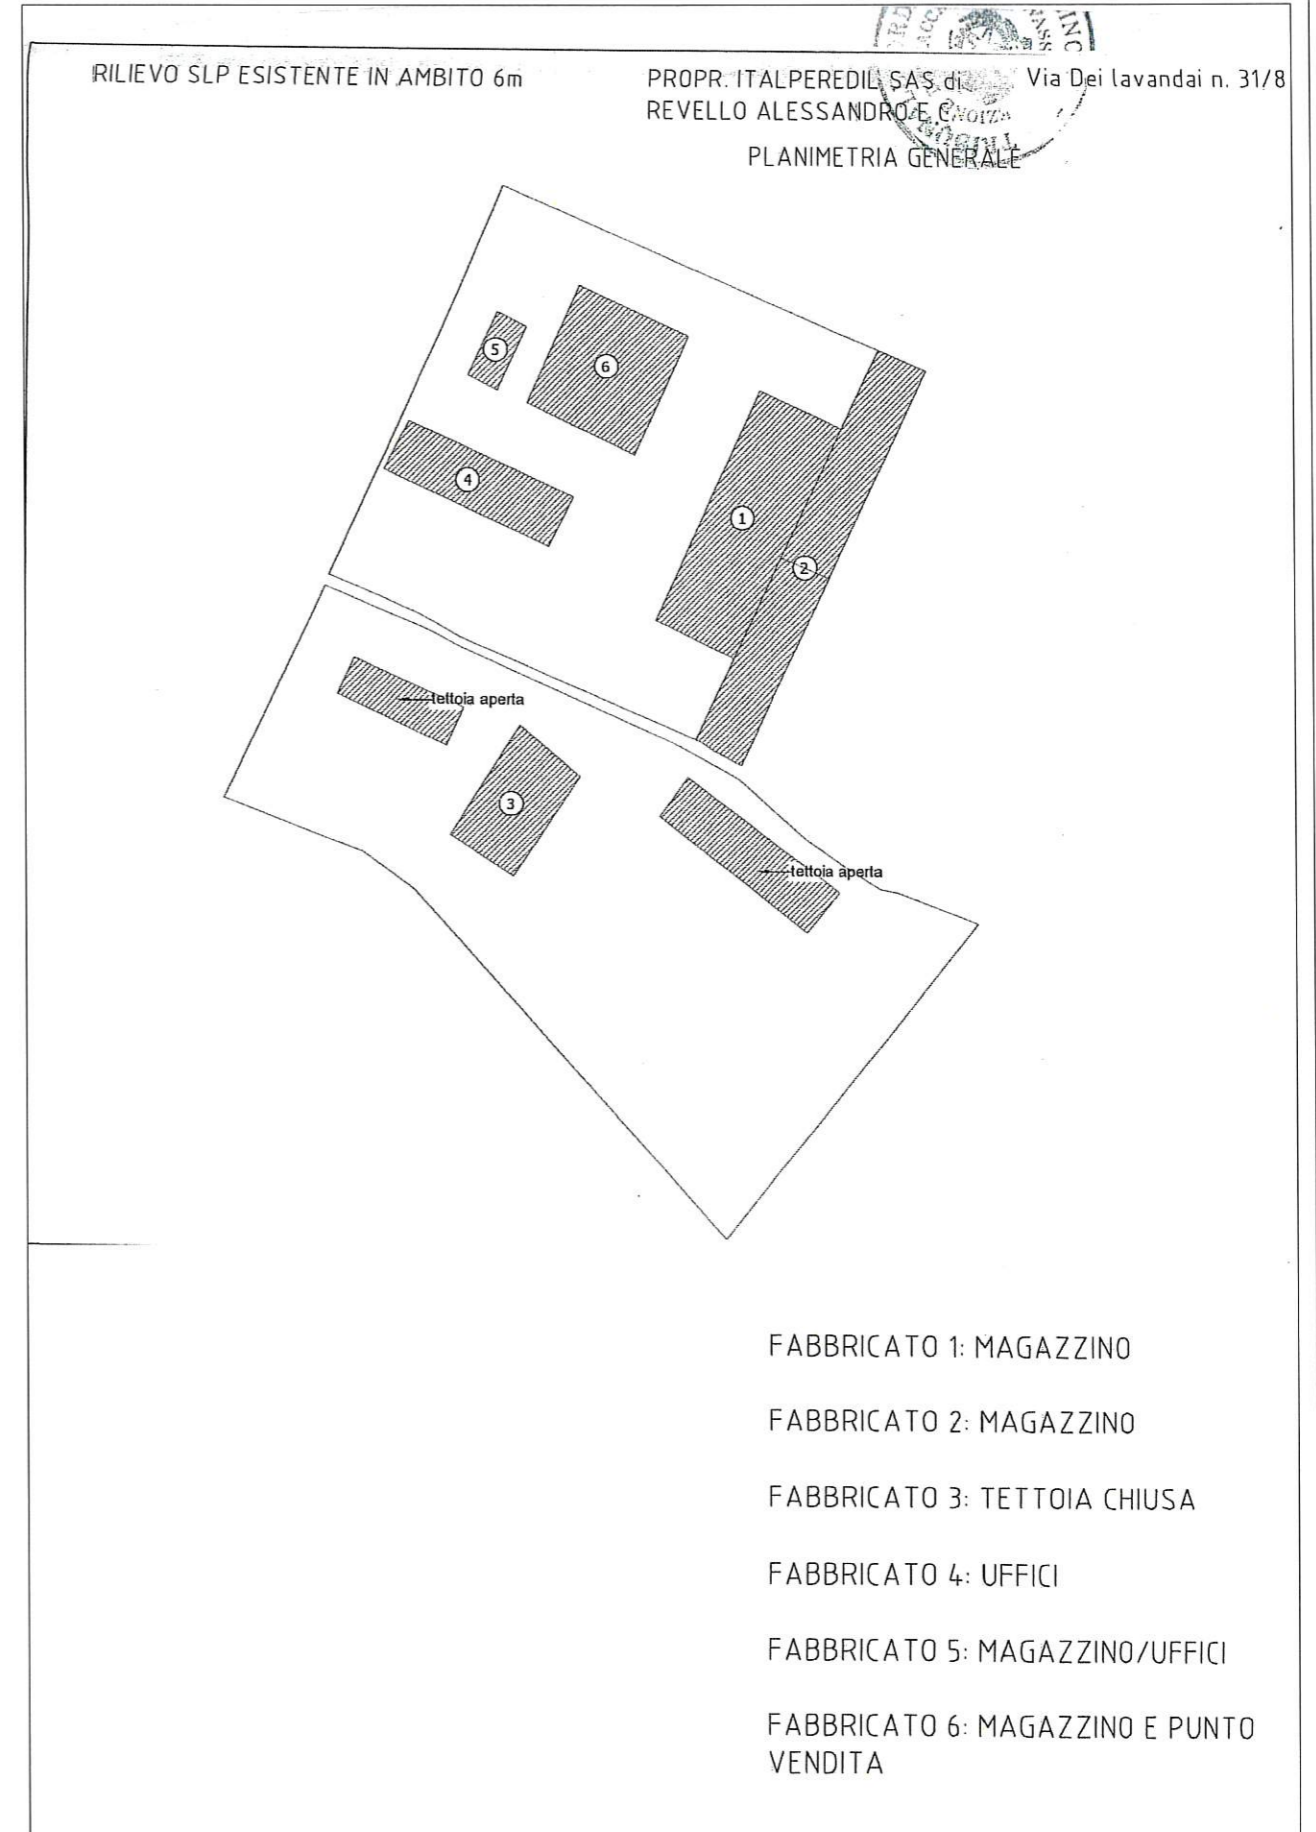 RILIEVO SLP ESISTENTE IN AMBITO 6m
PROPR. ITALPEREDIL SAS di
REVELLO ALESSANDRO E C.
Via Dei lavandai n. 31/8
PLANIMETRIA GENERALE
5
6
4
1
2
tettoia aperta
3
tettoia aperta
FABBRICATO 1: MAGAZZINO
FABBRICATO 2: MAGAZZINO
FABBRICATO 3: TETTOIA CHIUSA
FABBRICATO 4: UFFICI
FABBRICATO 5: MAGAZZINO/UFFICI
FABBRICATO 6: MAGAZZINO E PUNTO
VENDITA